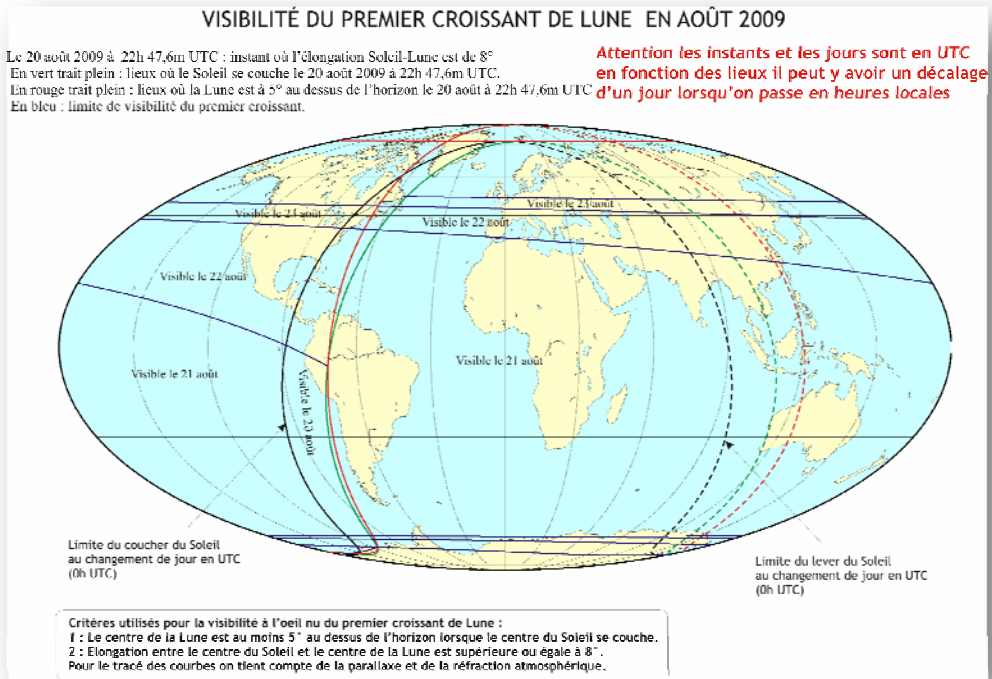 VISIBILITÉ DU PREMIER CROISSANT DE LUNE EN AOÛT 2009
Le 20 août 2009 à 22h 47,6m UTC : instant où l'élongation Soleil-Lune est de 8°
En vert trait plein : lieux où le Soleil se couche le 20 août 2009 à 22h 47,6m UTC.
En rouge trait plein : lieux où la Lune est à 5° au dessus de l'horizon le 20 août à 22h 47,6m UTC
En bleu : limite de visibilité du premier croissant.
Attention les instants et les jours sont en UTC
en fonction des lieux il peut y avoir un décalage
d'un jour lorsqu'on passe en heures locales
Visible le 23 août
Visible le 23 août
Visible le 22 août
Visible le 22 août
Visible le 21 août
Visible le 21 août
Visible le 20 août
Limite du coucher du Soleil
au changement de jour en UTC
(0h UTC)
Limite du lever du Soleil
au changement de jour en UTC
(0h UTC)
Critères utilisés pour la visibilité à l'oeil nu du premier croissant de Lune :
1 : Le centre de la Lune est au moins 5° au dessus de l'horizon lorsque le centre du Soleil se couche.
2 : Elongation entre le centre du Soleil et le centre de la Lune est supérieure ou égale à 8°.
Pour le tracé des courbes on tient compte de la parallaxe et de la réfraction atmosphérique.